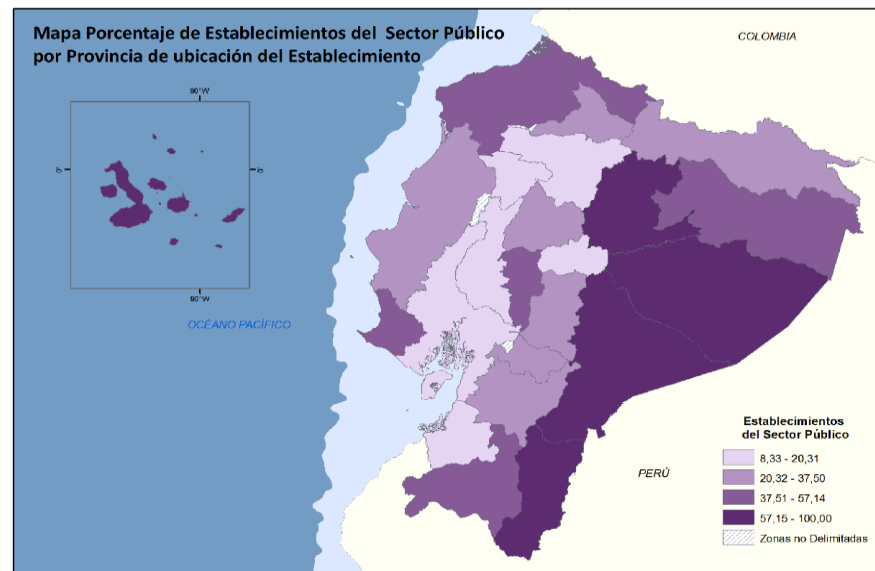 Mapa Porcentaje de Establecimientos del Sector Público
por Provincia de ubicación del Establecimiento
COLOMBIA
90°W
0°
0°
90°W
OCÉANO PACÍFICO
PERÚ
Establecimientos
del Sector Público
8,33 - 20,31
20,32 - 37,50
37,51 - 57,14
57,15 - 100,00
Zonas no Delimitadas